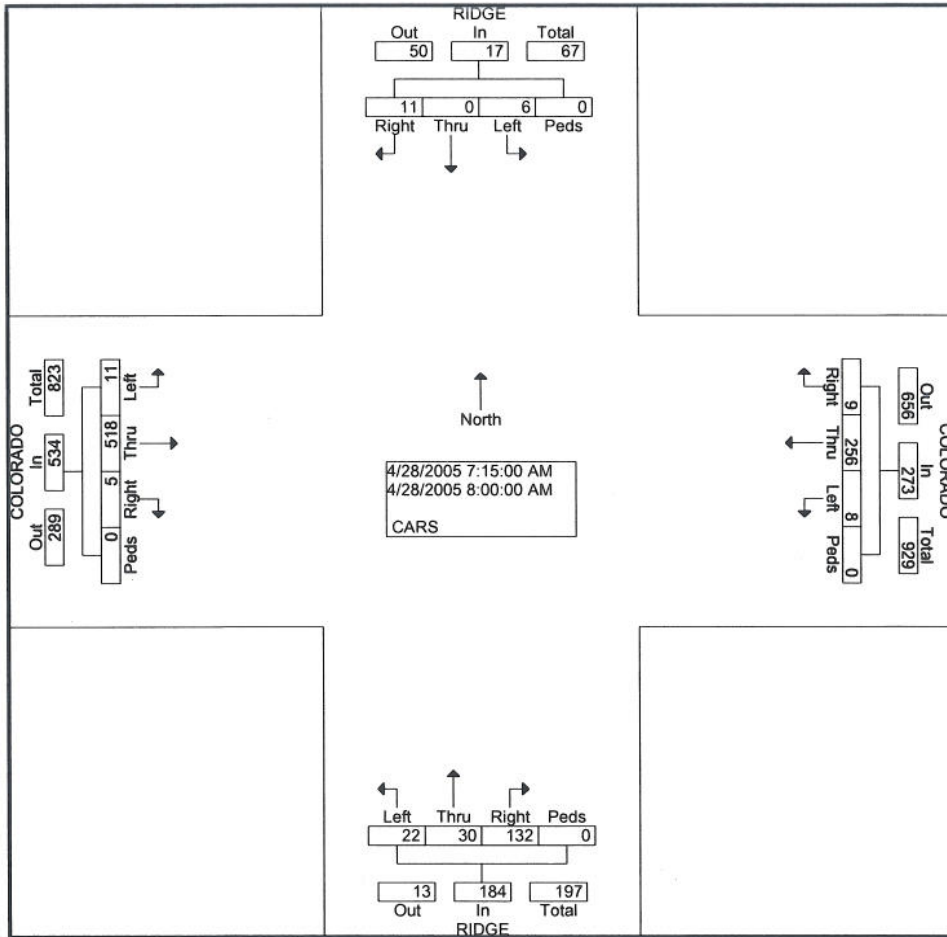 RIDGE
Out In Total
50 17 67
11 0 6 0
Right Thru Left Peds
COLORADO
Total In Out
823 534 289
11 518 5 0
Left Thru Right Peds
North
4/28/2005 7:15:00 AM
4/28/2005 8:00:00 AM
CARS
Right Thru Left Peds
9 256 8 0
Out In Total
656 273 929
COLORADO
Left Thru Right Peds
22 30 132 0
13 184 197
Out In Total
RIDGE